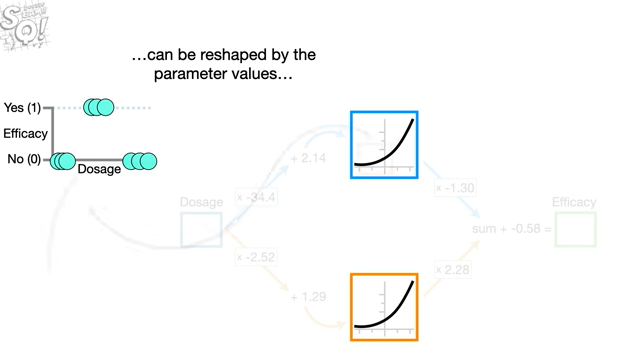 …can be reshaped by the
parameter values…
Yes (1)
Efficacy
No (0)
Dosage
+ 2.14
x -34.4
x -1.30
Dosage
Efficacy
sum + -0.58 =
x -2.52
x 2.28
+ 1.29